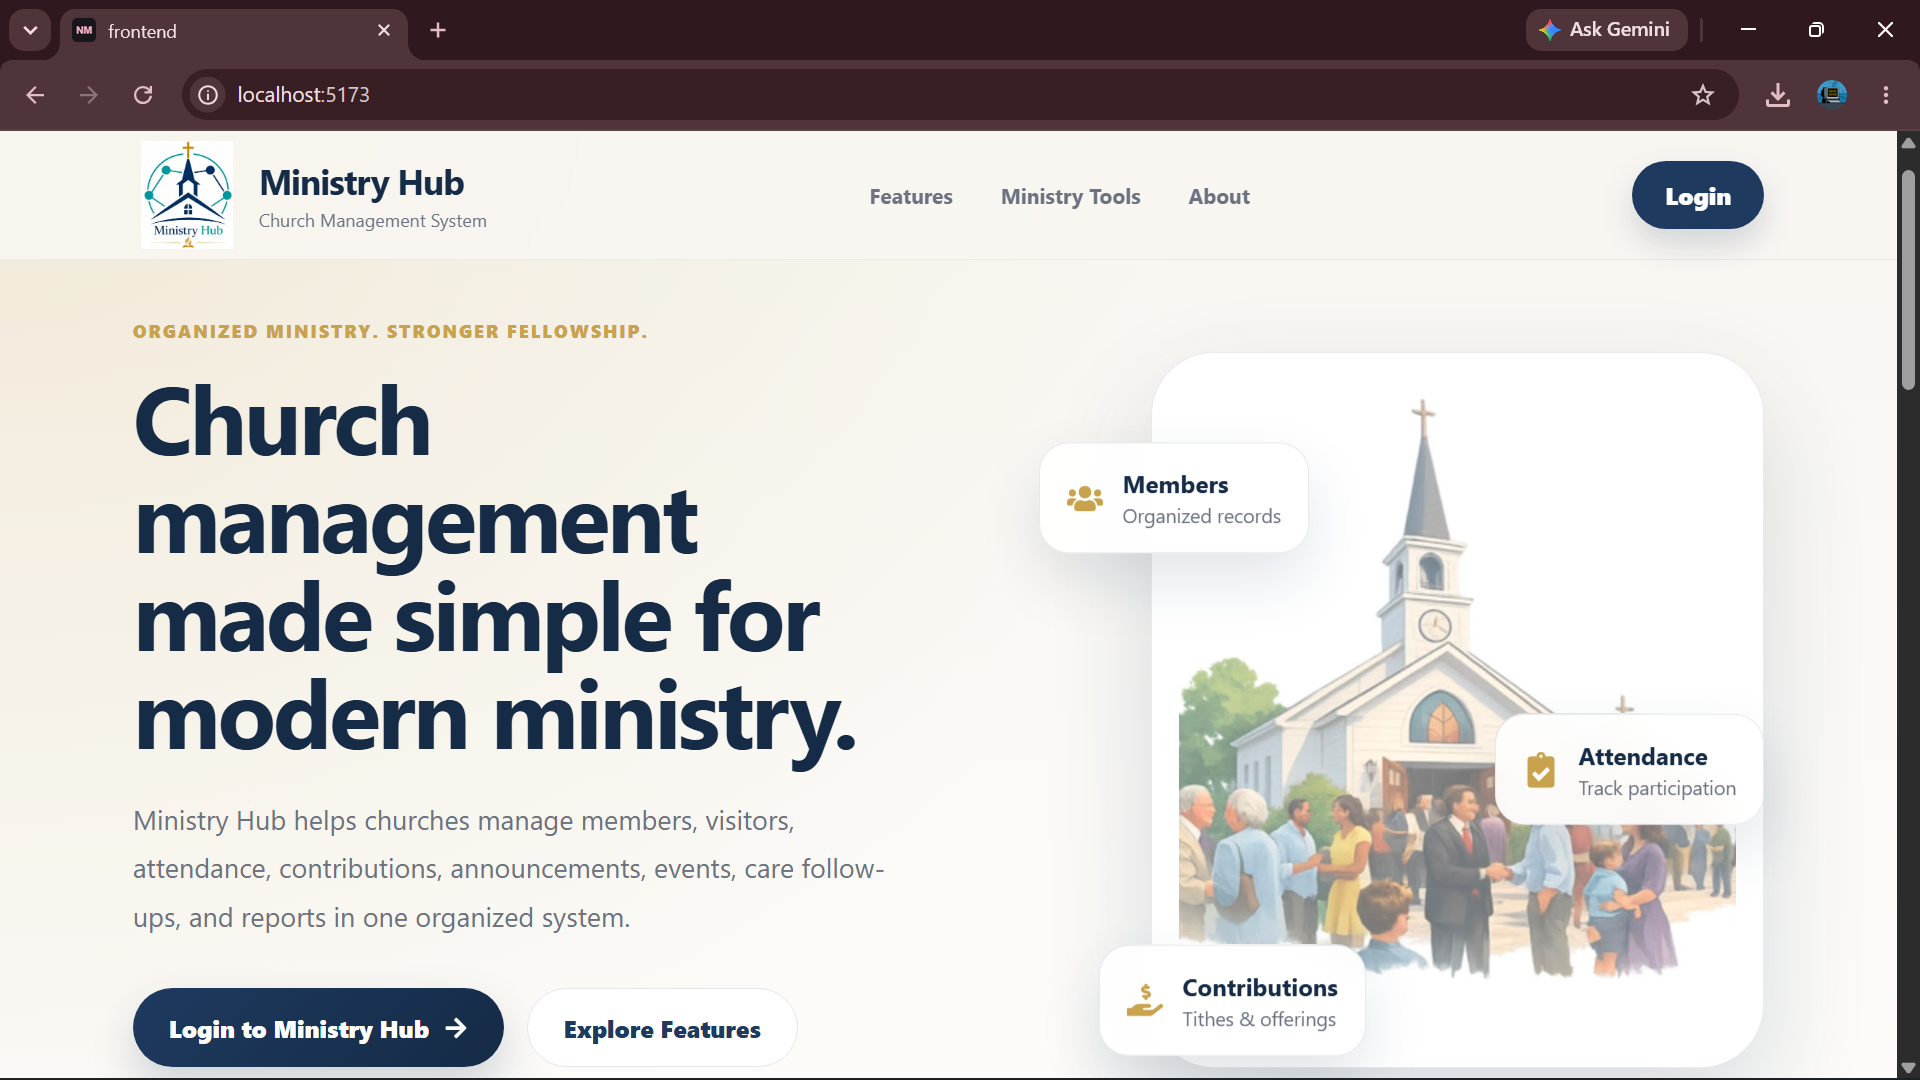 NM
frontend
Ask Gemini
localhost:5173
Ministry Hub
Ministry Hub
Church Management System
Features
Ministry Tools
About
Login
ORGANIZED MINISTRY. STRONGER FELLOWSHIP.
Church
management
made simple for
modern ministry.
Ministry Hub helps churches manage members, visitors,
attendance, contributions, announcements, events, care follow-
ups, and reports in one organized system.
Login to Ministry Hub
Explore Features
Members
Organized records
Attendance
Track participation
Contributions
Tithes & offerings